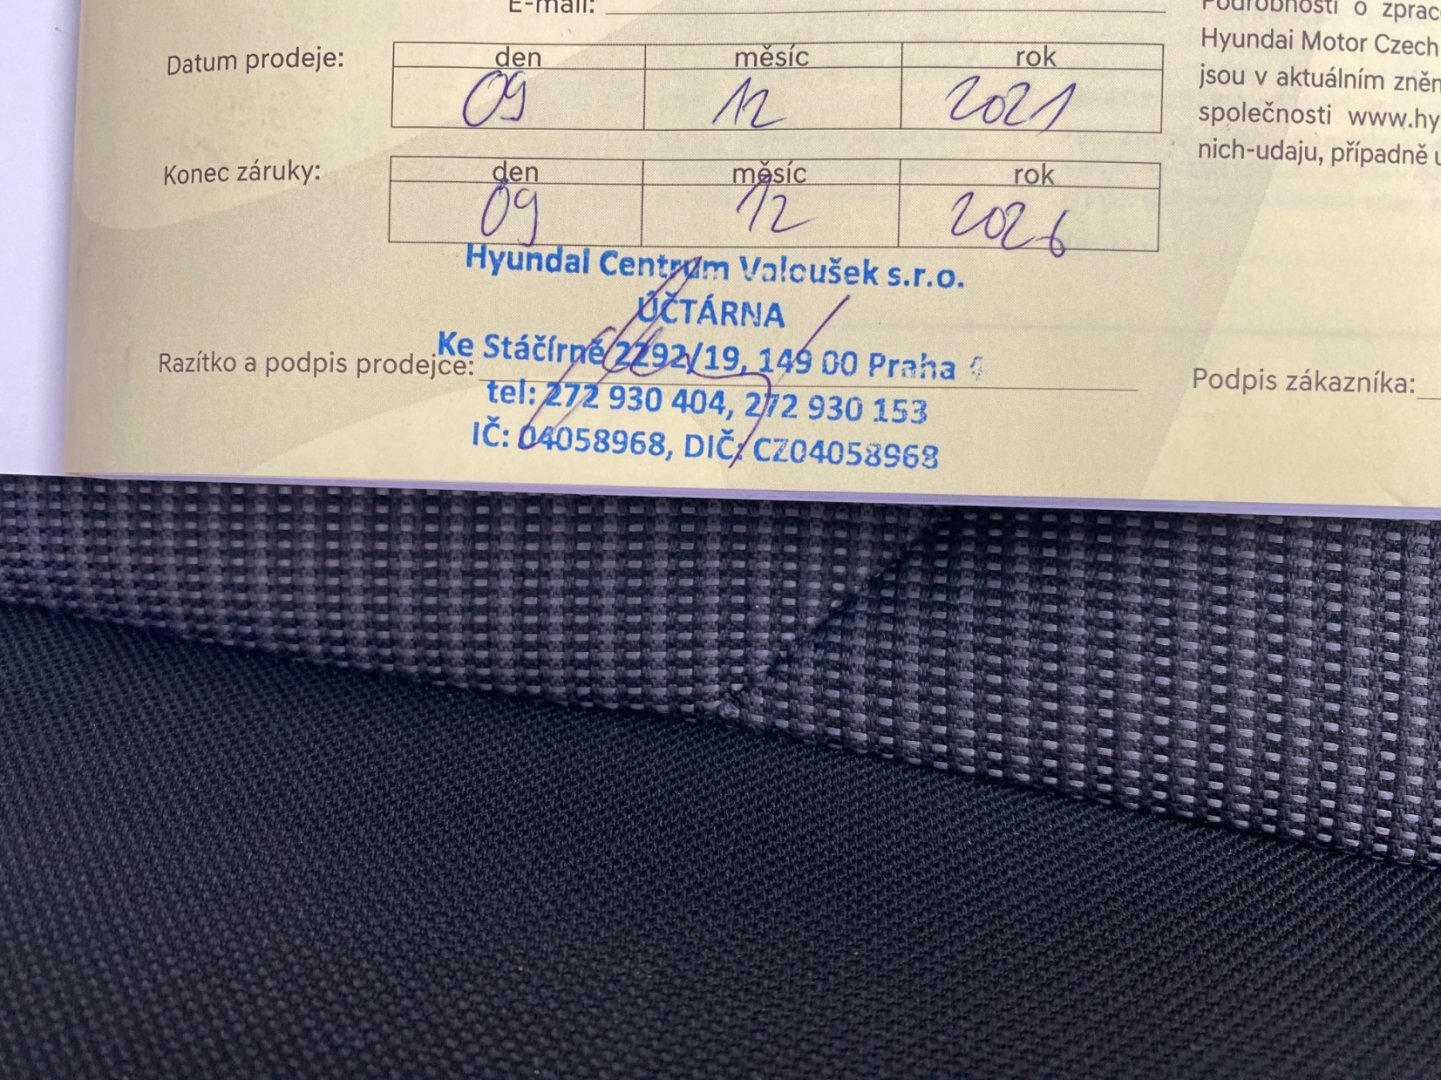 E-mail:
Datum prodeje:
den měsíc rok
09 12 2021
Konec záruky:
den měsíc rok
09 12 2026
Hyundai Centrum Valoušek s.r.o.
ÚČTÁRNA
Ke Stáčírně 2292/19, 149 00 Praha 4
tel: 272 930 404, 272 930 153
IČ: 04058968, DIČ: CZ04058968
Razítko a podpis prodejce:
Podpis zákazníka:
Podrobnosti o zprac
Hyundai Motor Czech
jsou v aktuálním zněn
společnosti www.hy
nich-udaju, případně u